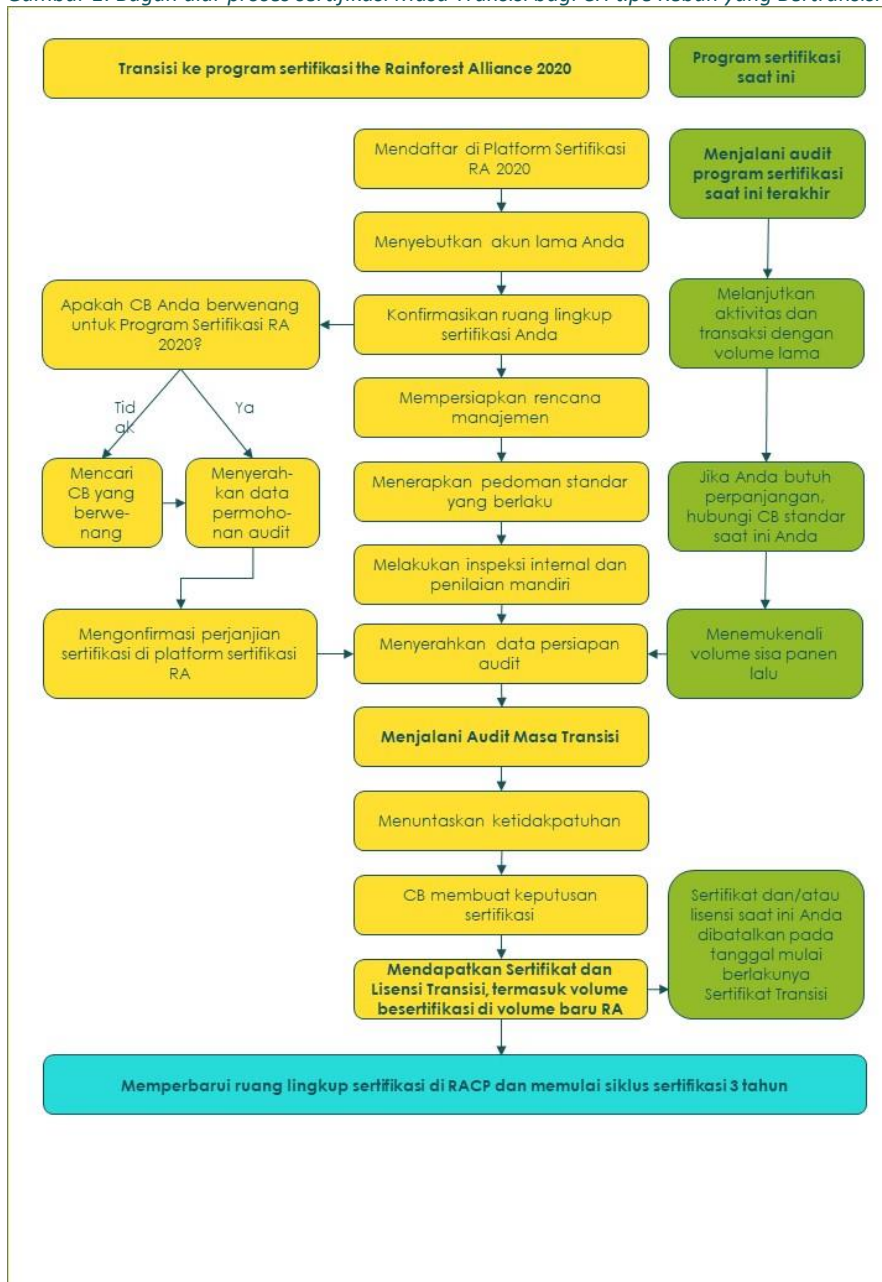 Transisi ke program sertifikasi the Rainforest Alliance 2020
Program sertifikasi
saat ini
Mendaftar di Platform Sertifikasi
RA 2020
Menjalani audit
program sertifikasi
saat ini terakhir
Menyebutkan akun lama Anda
Apakah CB Anda berwenang
untuk Program Sertifikasi RA
2020?
Konfirmasikan ruang lingkup
sertifikasi Anda
Melanjutkan
aktivitas dan
transaksi dengan
volume lama
Mempersiapkan rencana
manajemen
Tid
ak
Ya
Mencari
CB yang
berwe-
nang
Menyerah-
kan data
permoho-
nan audit
Menerapkan pedoman standar
yang berlaku
Jika Anda butuh
perpanjangan,
hubungi CB standar
saat ini Anda
Melakukan inspeksi internal dan
penilaian mandiri
Mengonfirmasi perjanjian
sertifikasi di platform sertifikasi
RA
Menyerahkan data persiapan
audit
Menemukenali
volume sisa panen
lalu
Menjalani Audit Masa Transisi
Menuntaskan ketidakpatuhan
CB membuat keputusan
sertifikasi
Sertifikat dan/atau
lisensi saat ini Anda
dibatalkan pada
tanggal mulai
berlakunya
Sertifikat Transisi
Mendapatkan Sertifikat dan
Lisensi Transisi, termasuk volume
besertifikasi di volume baru RA
Memperbarui ruang lingkup sertifikasi di RACP dan memulai siklus sertifikasi 3 tahun